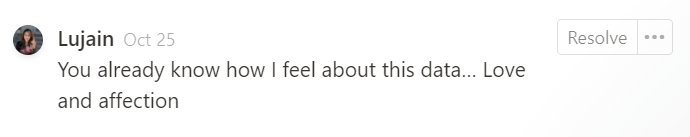 Lujain Oct 25 Resolve
You already know how I feel about this data... Love
and affection